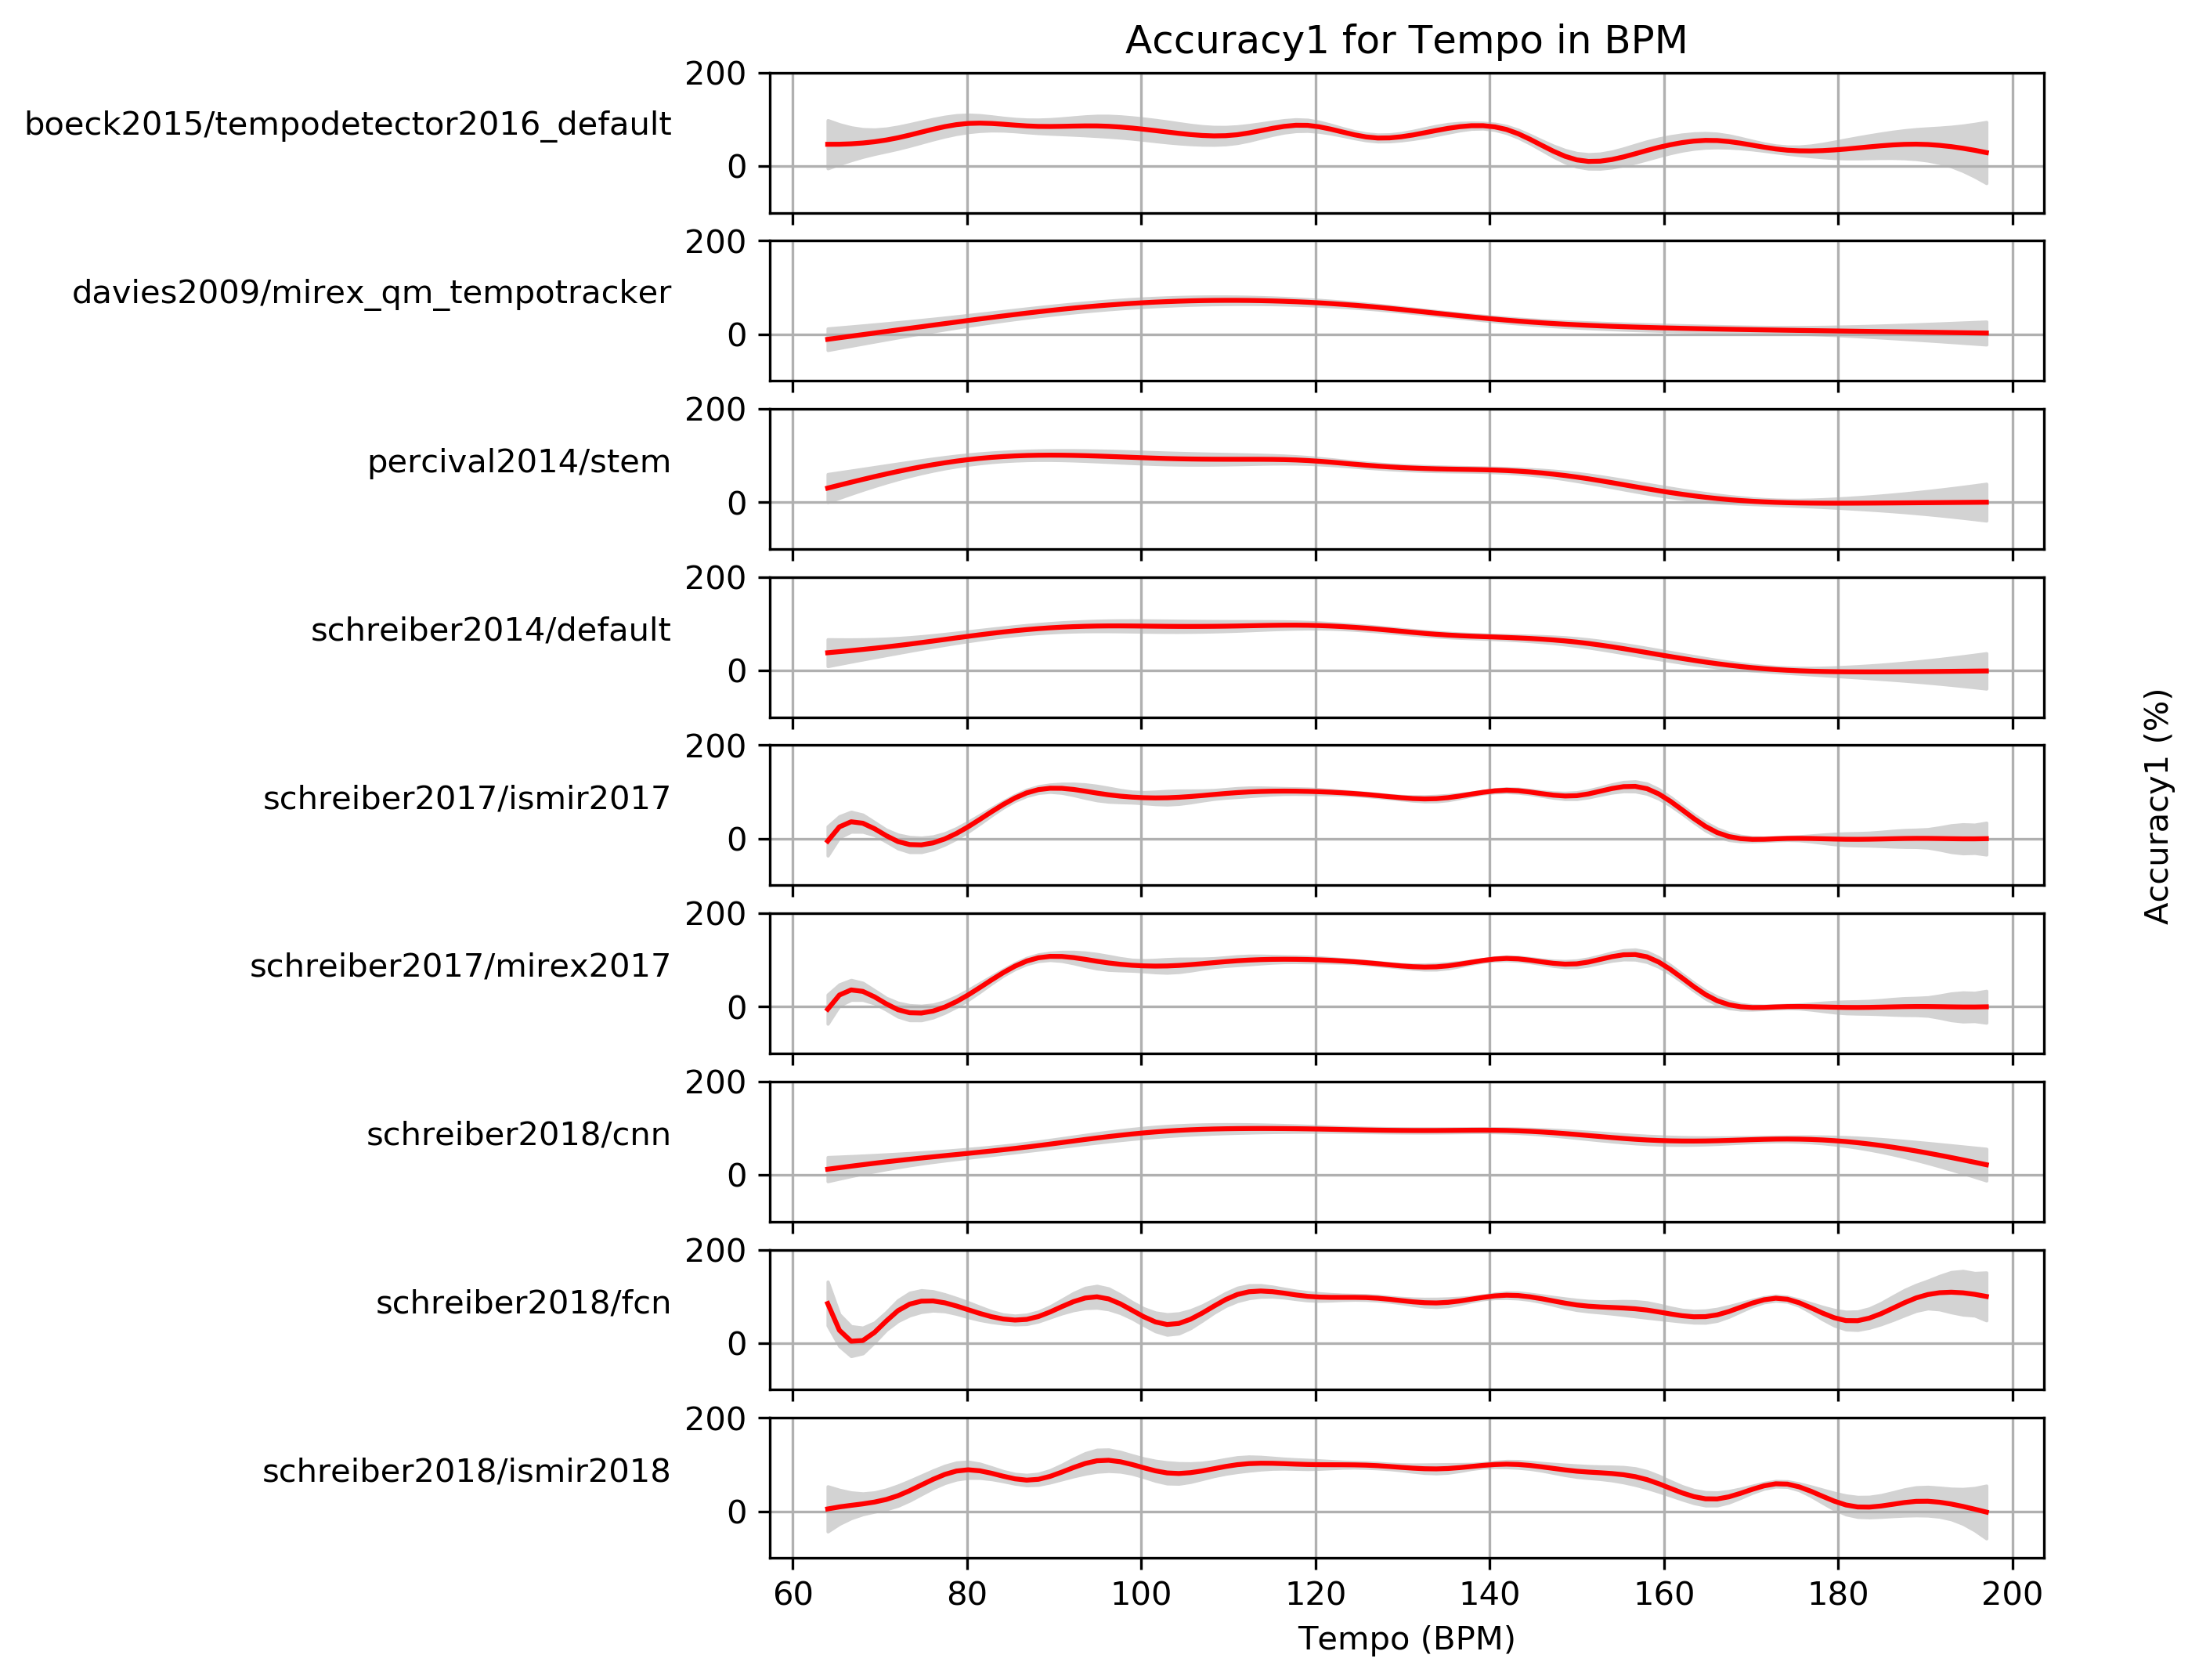 Accuracy1 for Tempo in BPM
200
boeck2015/tempodetector2016_default
0
200
davies2009/mirex_qm_tempotracker
0
200
percival2014/stem
0
200
schreiber2014/default
0
200
schreiber2017/ismir2017
0
200
schreiber2017/mirex2017
0
200
schreiber2018/cnn
0
200
schreiber2018/fcn
0
200
schreiber2018/ismir2018
0
60 80 100 120 140 160 180 200
Tempo (BPM)
Accuracy1 (%)